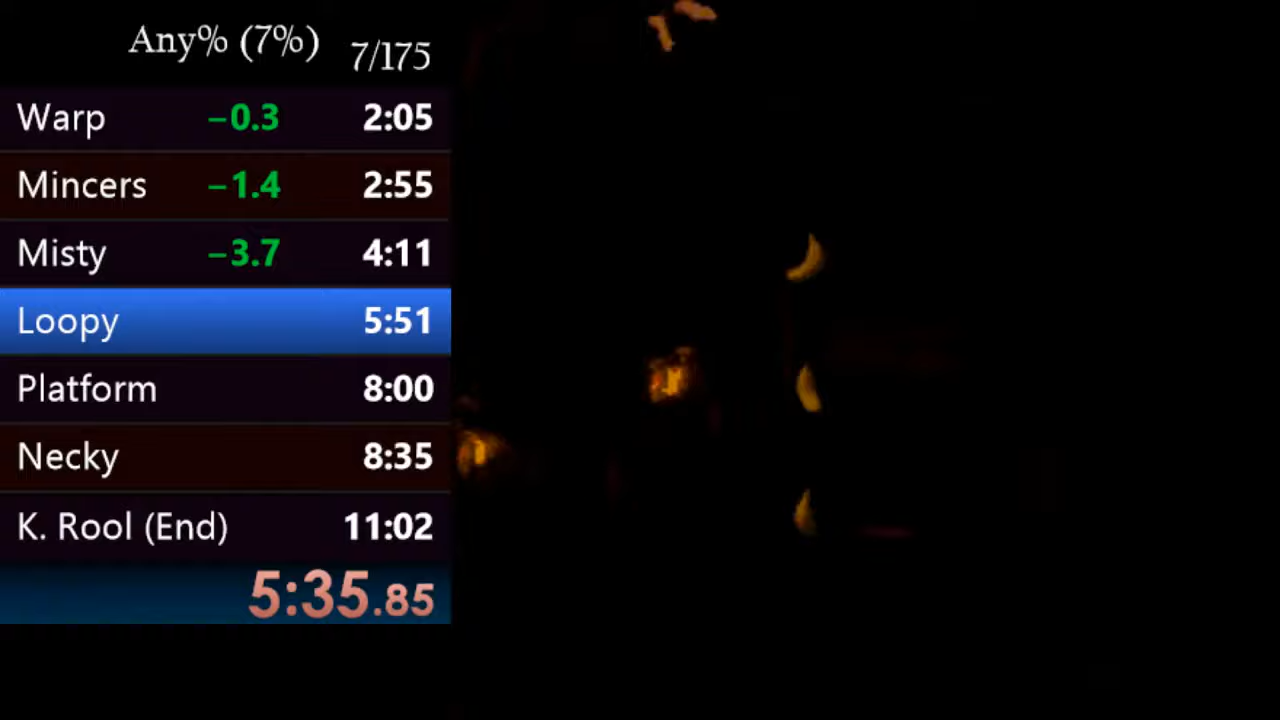 Any% (7%) 7/175
Warp −0.3 2:05
Mincers −1.4 2:55
Misty −3.7 4:11
Loopy 5:51
Platform 8:00
Necky 8:35
K. Rool (End) 11:02
5:35.85